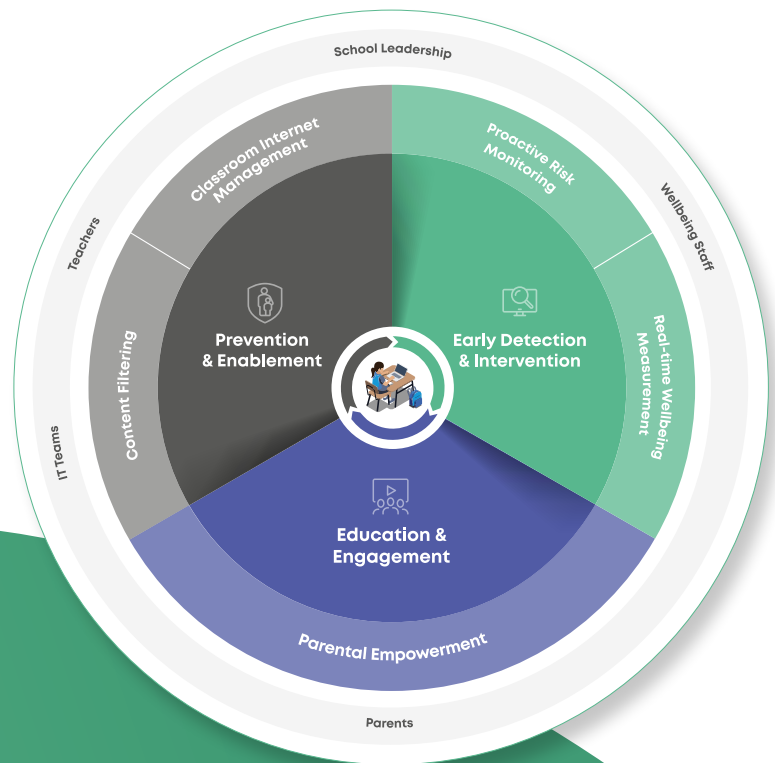 School Leadership
Classroom Internet
Management
Proactive Risk
Monitoring
Teachers
Wellbeing Staff
Prevention
& Enablement
Early Detection
& Intervention
Content Filtering
Real-time Wellbeing
Measurement
IT Teams
Education &
Engagement
Parental Empowerment
Parents